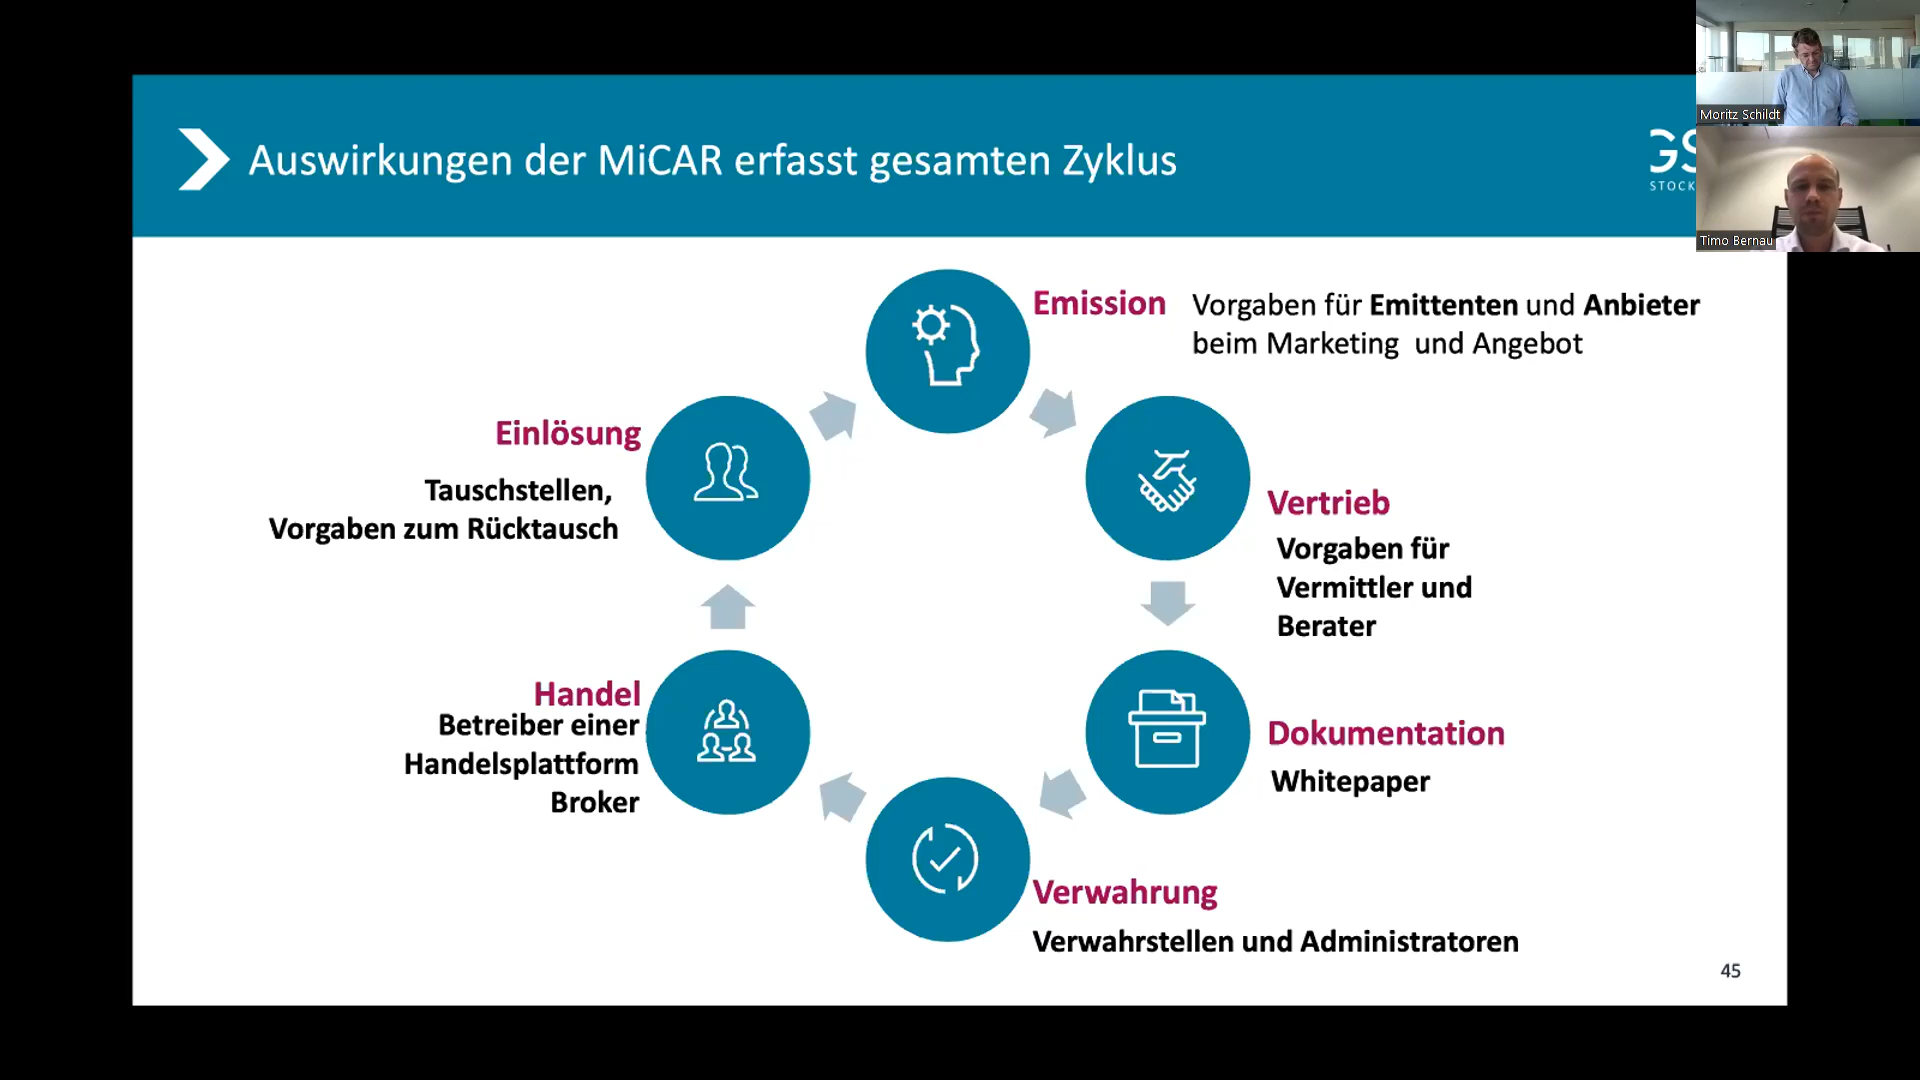 Auswirkungen der MiCAR erfasst gesamten Zyklus
GS
STOCK
Moritz Schildt
Timo Bernau
Emission
Vorgaben für Emittenten und Anbieter
beim Marketing und Angebot
Vertrieb
Vorgaben für
Vermittler und
Berater
Dokumentation
Whitepaper
Verwahrung
Verwahrstellen und Administratoren
Handel
Betreiber einer
Handelsplattform
Broker
Einlösung
Tauschstellen,
Vorgaben zum Rücktausch
45